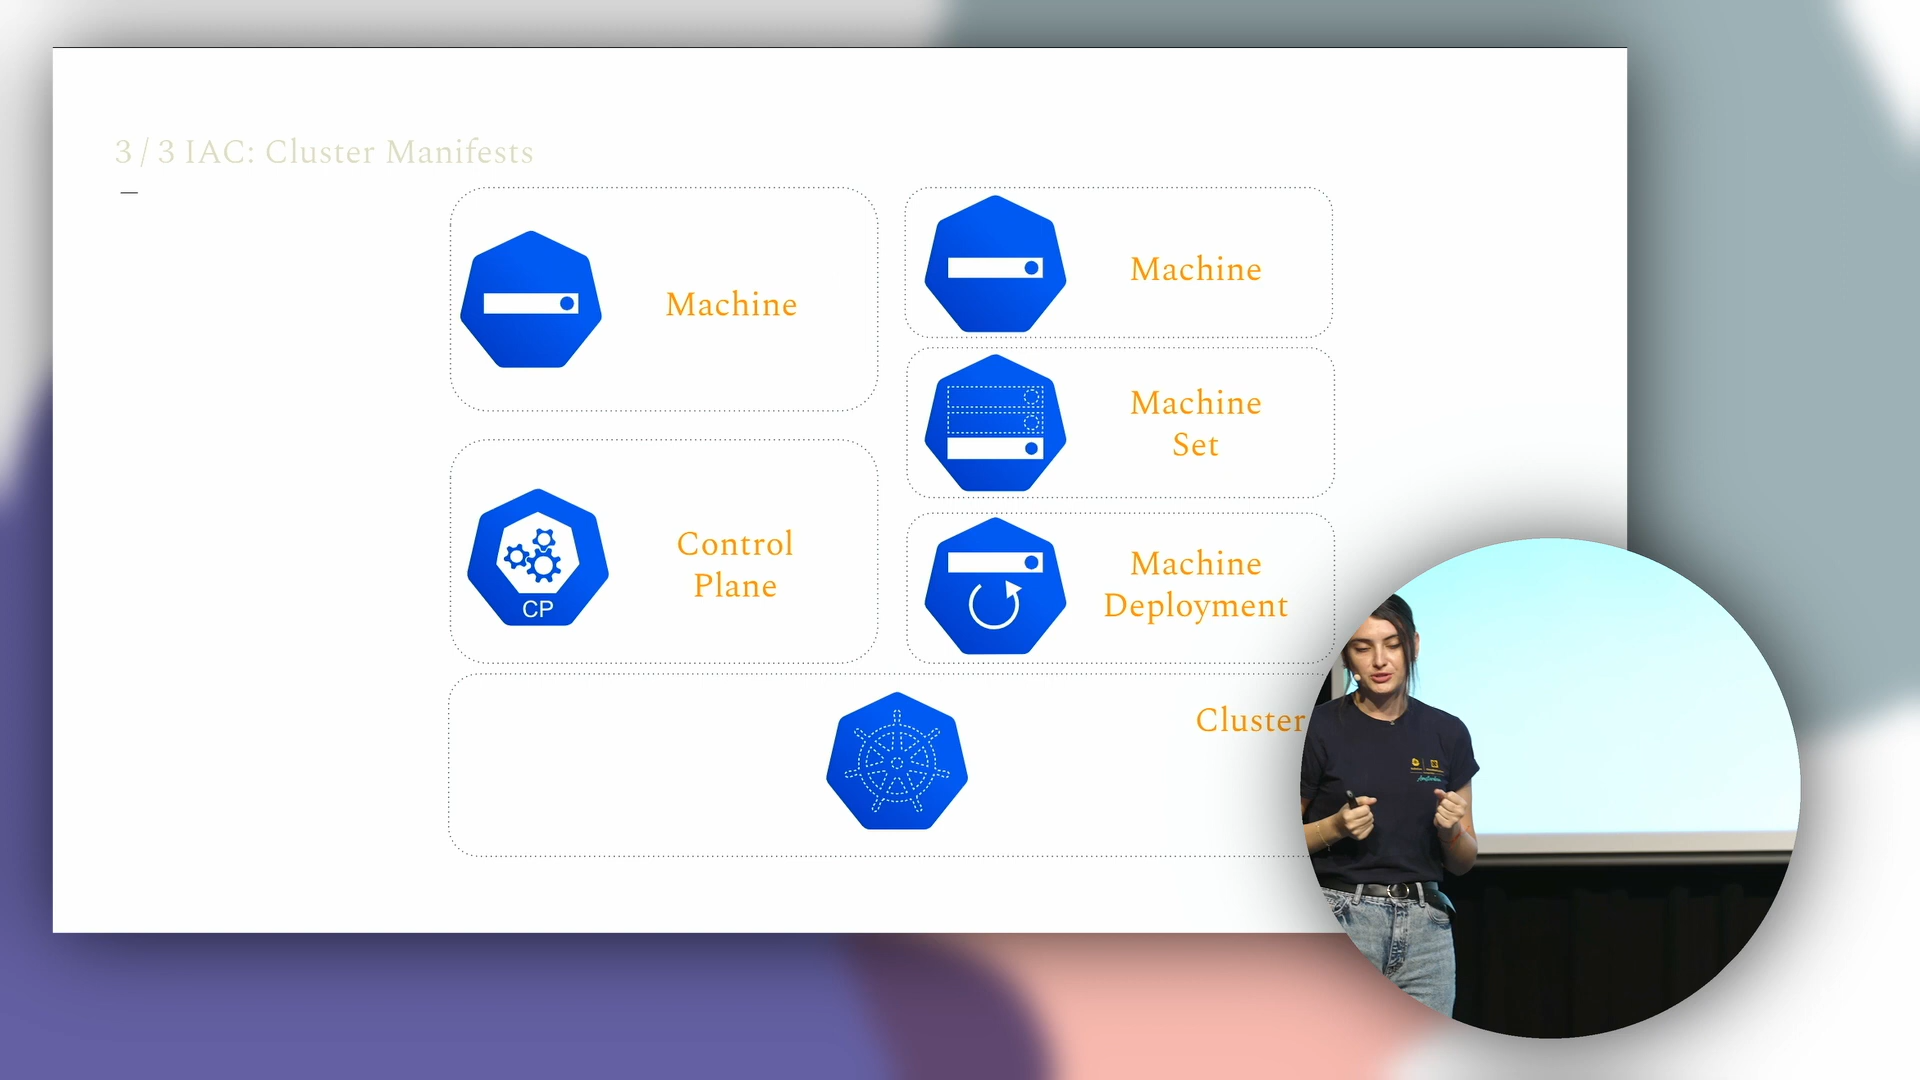 3 / 3 IAC: Cluster Manifests
Machine
Control
Plane
CP
Machine
Machine
Set
Machine
Deployment
Cluster